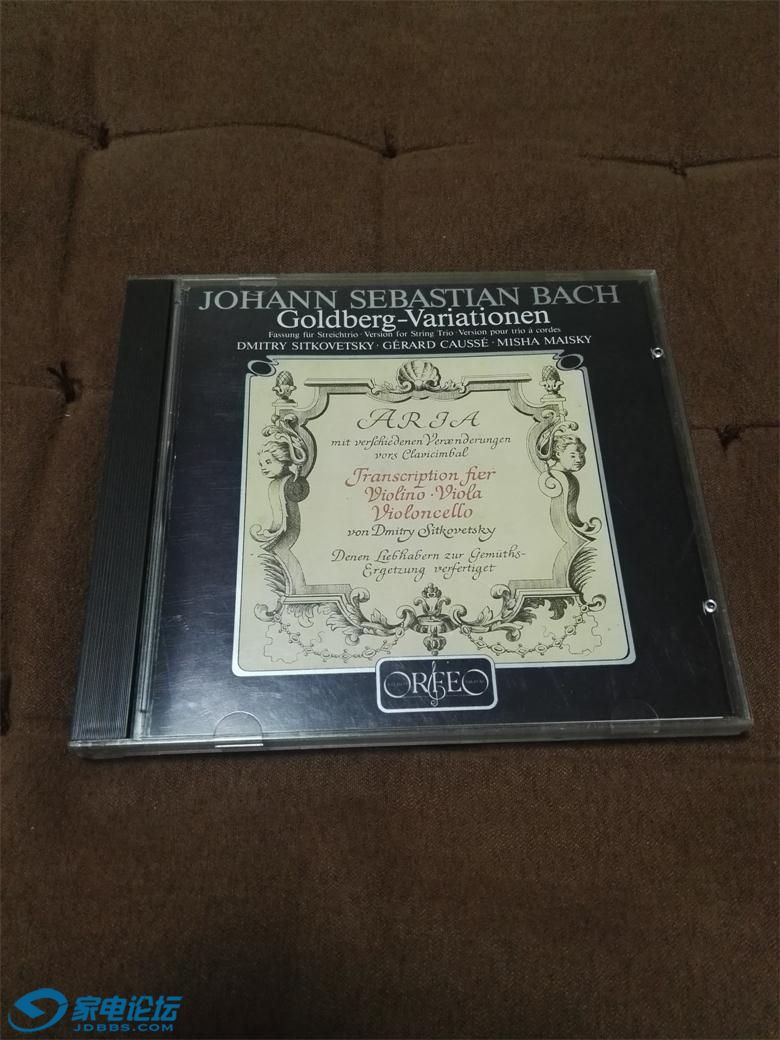 JOHANN SEBASTIAN BACH
Goldberg-Variationen
Fassung für Streichtrio · Version for String Trio · Version pour trio à cordes
DMITRY SITKOVETSKY · GÉRARD CAUSSÉ · MISHA MAISKY
ARIA
mit verschiedenen Verænderungen
vors Clavicimbal
Transcription fuer
Violino · Viola
Violoncello
von Dmitry Sitkovetsky
Denen Liebhabern zur Gemüths-
Ergetzung verfertiget
ORFEO
家电论坛
JDBBS.COM